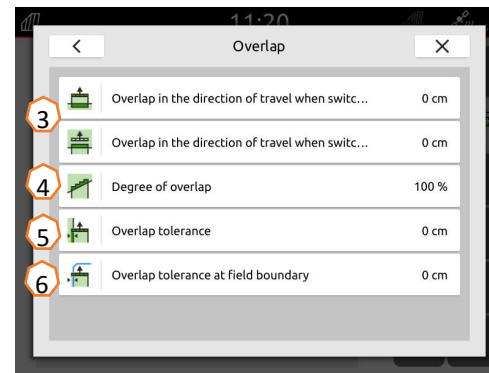 11:20
Overlap
3
Overlap in the direction of travel when switc...
0 cm
Overlap in the direction of travel when switc...
0 cm
4
Degree of overlap
100 %
5
Overlap tolerance
0 cm
6
Overlap tolerance at field boundary
0 cm